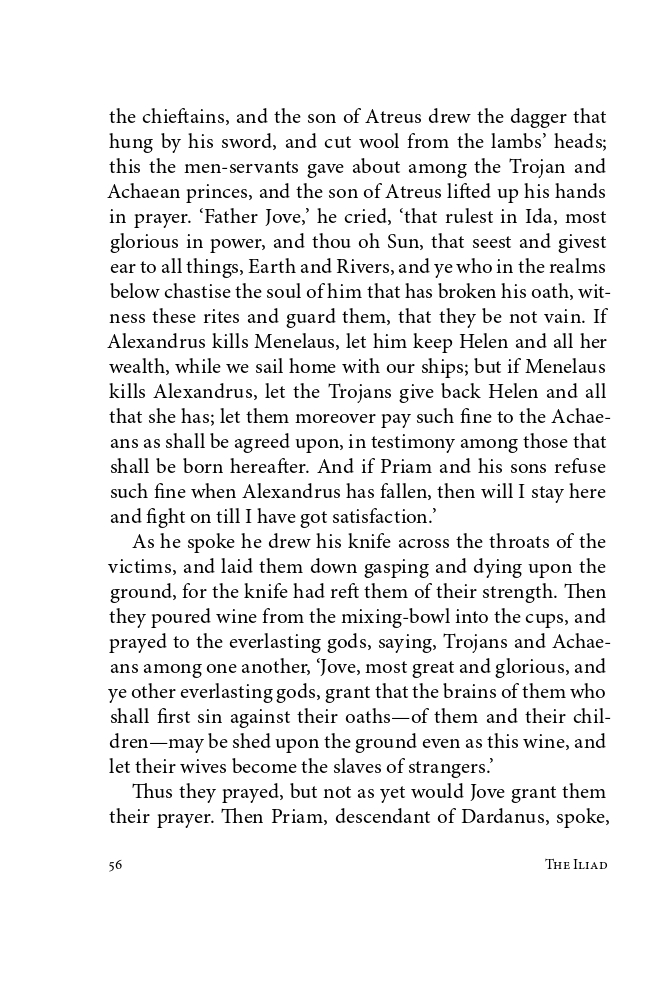 the chieftains, and the son of Atreus drew the dagger that
hung by his sword, and cut wool from the lambs’ heads;
this the men-servants gave about among the Trojan and
Achaean princes, and the son of Atreus lifted up his hands
in prayer. ‘Father Jove,’ he cried, ‘that rulest in Ida, most
glorious in power, and thou oh Sun, that seest and givest
ear to all things, Earth and Rivers, and ye who in the realms
below chastise the soul of him that has broken his oath, wit-
ness these rites and guard them, that they be not vain. If
Alexandrus kills Menelaus, let him keep Helen and all her
wealth, while we sail home with our ships; but if Menelaus
kills Alexandrus, let the Trojans give back Helen and all
that she has; let them moreover pay such fine to the Achae-
ans as shall be agreed upon, in testimony among those that
shall be born hereafter. And if Priam and his sons refuse
such fine when Alexandrus has fallen, then will I stay here
and fight on till I have got satisfaction.’
As he spoke he drew his knife across the throats of the
victims, and laid them down gasping and dying upon the
ground, for the knife had reft them of their strength. Then
they poured wine from the mixing-bowl into the cups, and
prayed to the everlasting gods, saying, Trojans and Achae-
ans among one another, ‘Jove, most great and glorious, and
ye other everlasting gods, grant that the brains of them who
shall first sin against their oaths—of them and their chil-
dren—may be shed upon the ground even as this wine, and
let their wives become the slaves of strangers.’
Thus they prayed, but not as yet would Jove grant them
their prayer. Then Priam, descendant of Dardanus, spoke,
56 The Iliad